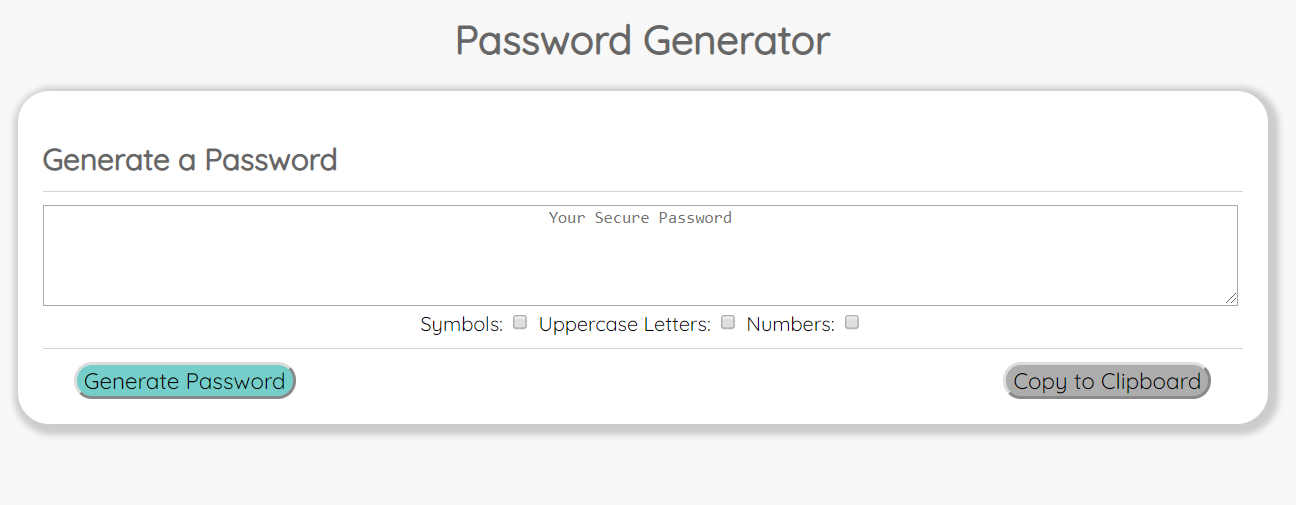 Password Generator
Generate a Password
Your Secure Password
Symbols: Uppercase Letters: Numbers:
Generate Password Copy to Clipboard